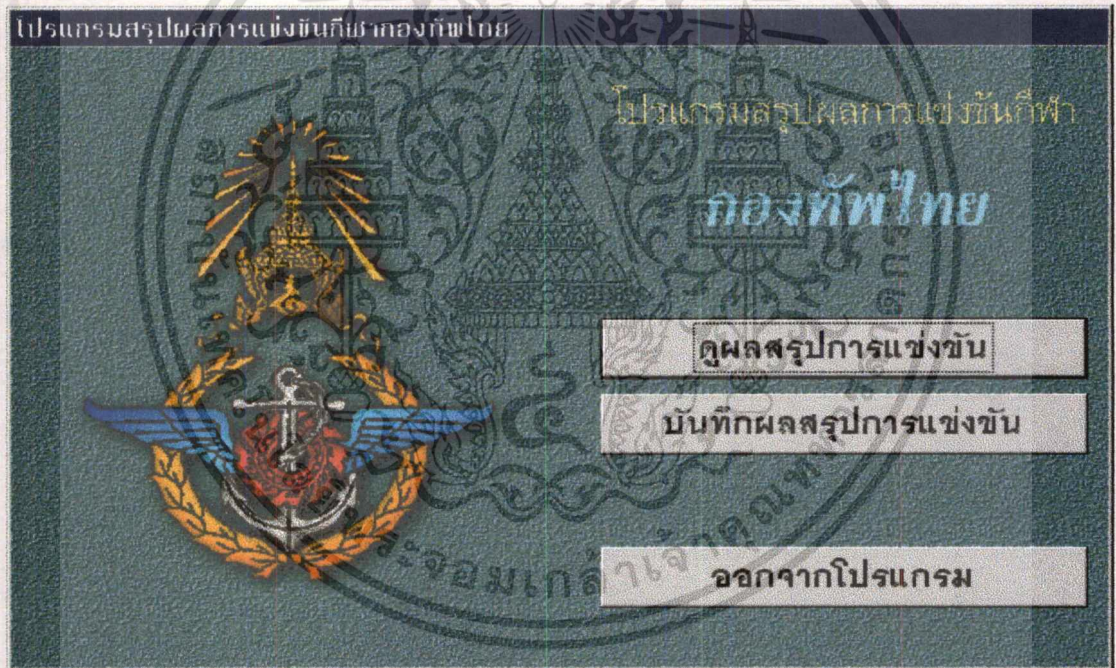 โปรแกรมสรุปผลการแข่งขันกีฬากองทัพไทย
โปรแกรมสรุปผลการแข่งขันกีฬา
กองทัพไทย
ดูผลสรุปการแข่งขัน
บันทึกผลสรุปการแข่งขัน
ออกจากโปรแกรม